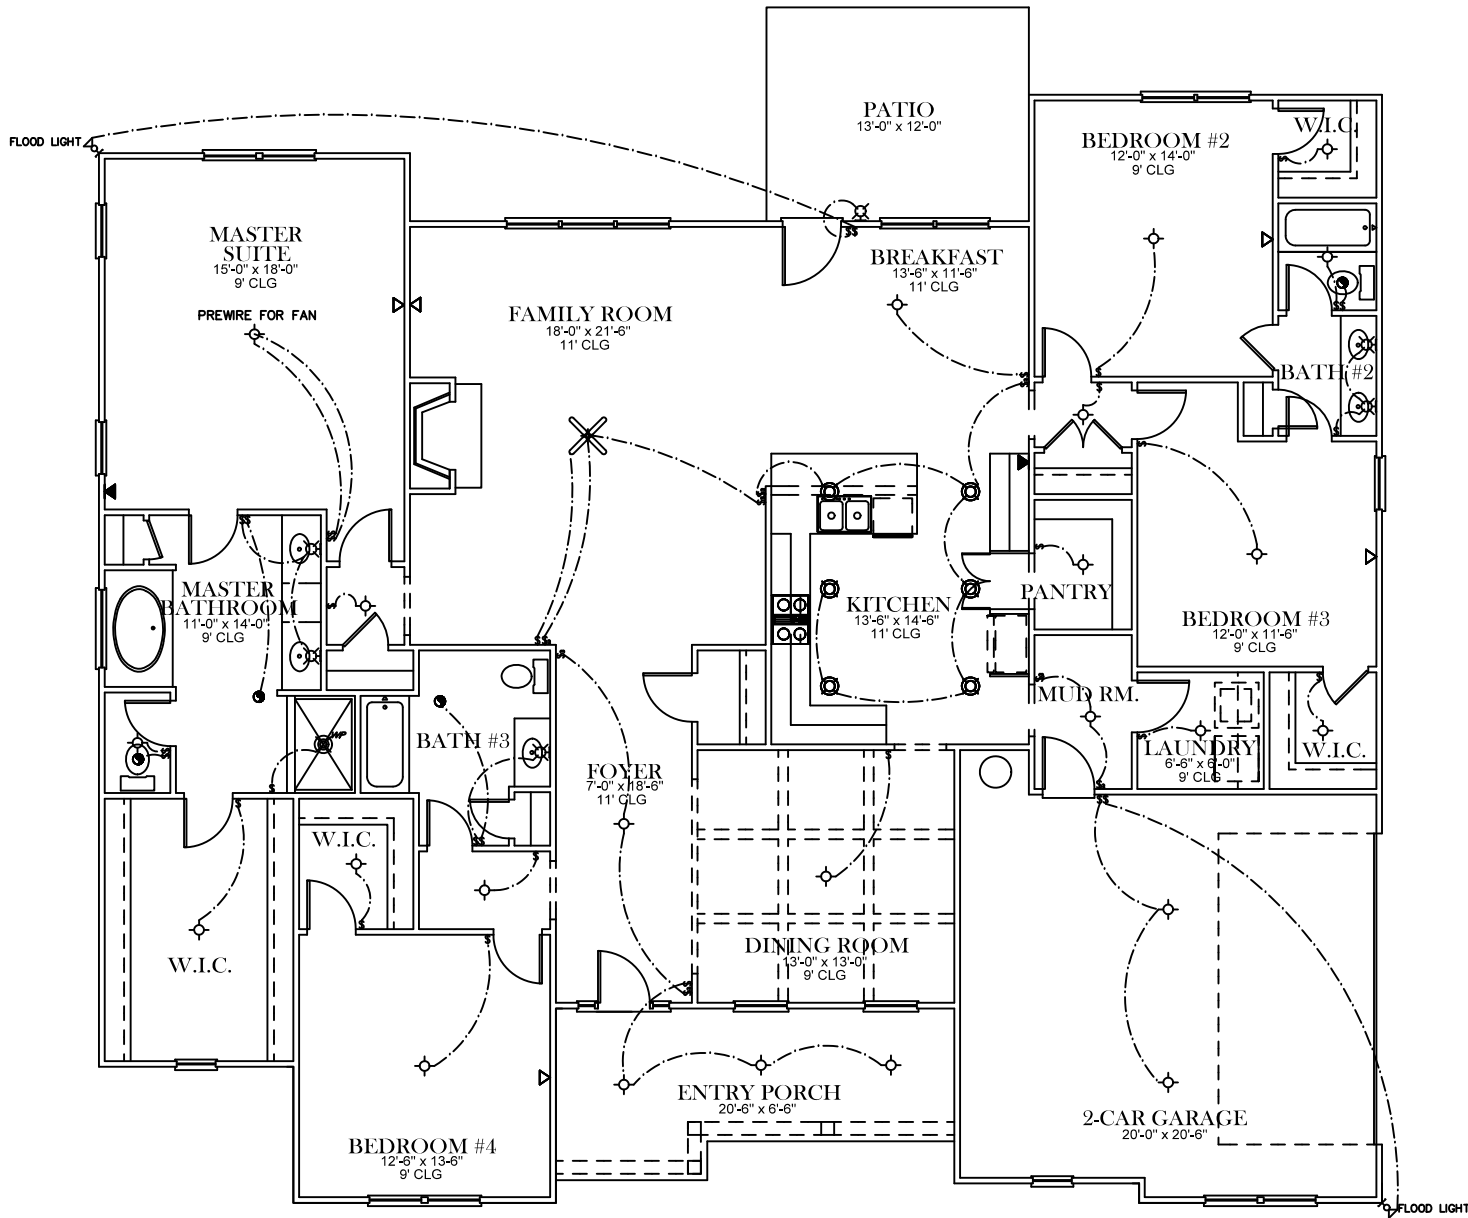 PATIO
13'-0" x 12'-0"
FLOOD LIGHT
BEDROOM #2
12'-0" x 14'-0"
9' CLG
W.I.C.
MASTER
SUITE
15'-0" x 18'-0"
9' CLG
PREWIRE FOR FAN
BREAKFAST
13'-6" x 11'-6"
11' CLG
FAMILY ROOM
18'-0" x 21'-6"
11' CLG
BATH #2
MASTER
BATHROOM
11'-0" x 14'-0"
9' CLG
KITCHEN
13'-6" x 14'-6"
11' CLG
PANTRY
BEDROOM #3
12'-0" x 11'-6"
9' CLG
MUD RM.
WP
BATH #3
LAUNDRY
6'-6" x 6'-0"
9' CLG
W.I.C.
FOYER
7'-0" x 18'-6"
11' CLG
W.I.C.
W.I.C.
DINING ROOM
13'-0" x 13'-0"
9' CLG
ENTRY PORCH
20'-6" x 6'-6"
2-CAR GARAGE
20'-0" x 20'-6"
BEDROOM #4
12'-6" x 13'-6"
9' CLG
FLOOD LIGHT